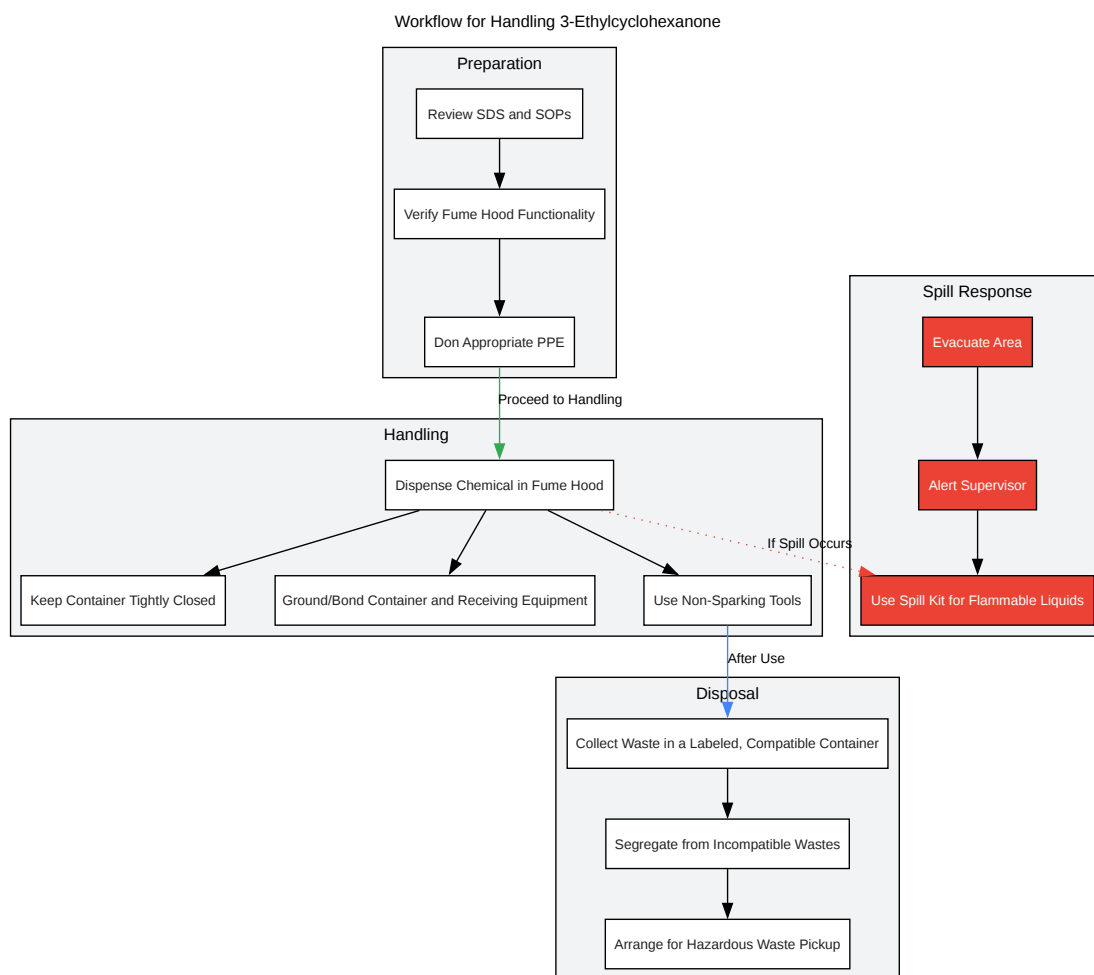 Workflow for Handling 3-Ethylcyclohexanone
Preparation
Review SDS and SOPs
Verify Fume Hood Functionality
Don Appropriate PPE
Proceed to Handling
Handling
Dispense Chemical in Fume Hood
Keep Container Tightly Closed
Ground/Bond Container and Receiving Equipment
Use Non-Sparking Tools
If Spill Occurs
Spill Response
Evacuate Area
Alert Supervisor
Use Spill Kit for Flammable Liquids
After Use
Disposal
Collect Waste in a Labeled, Compatible Container
Segregate from Incompatible Wastes
Arrange for Hazardous Waste Pickup